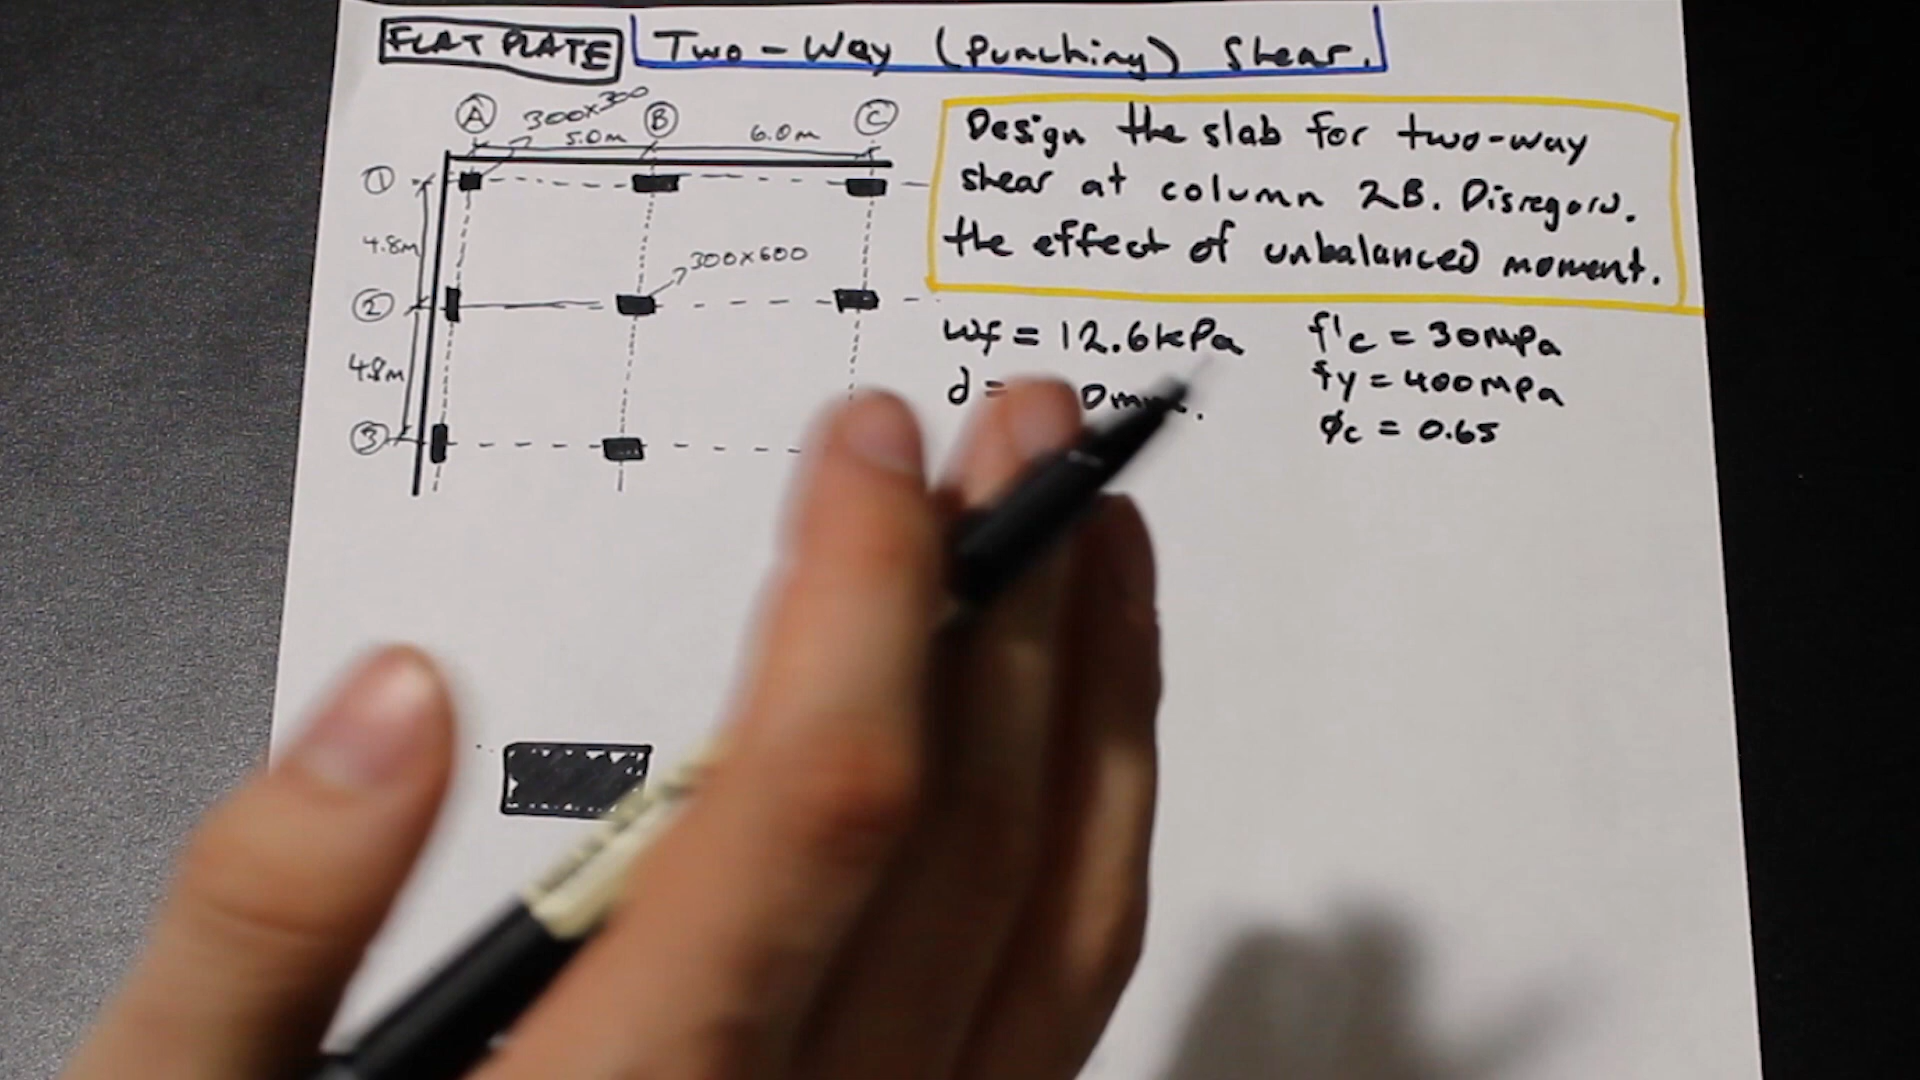 FLAT PLATE Two-Way (Punching) Shear.
A 300x300 B C
5.0m 6.0m
1
4.8m
2
300x600
4.8m
3
Design the slab for two-way
shear at column 2B. Disregard.
the effect of unbalanced moment.
wf = 12.6kPa
f'c = 30MPa
d =
fy = 400MPa
φc = 0.65